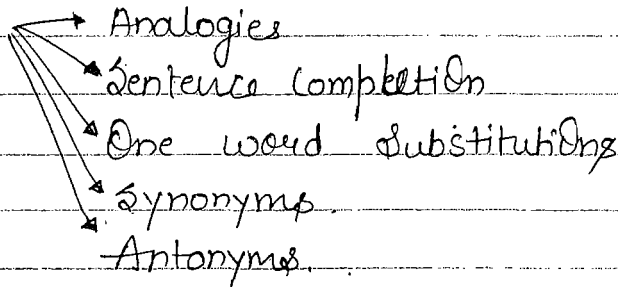 Analogies
Sentence Completion
One word Substitutions
Synonyms.
Antonyms.